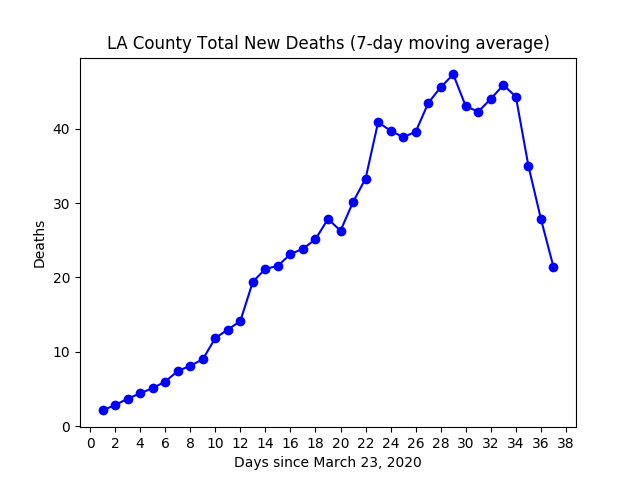 LA County Total New Deaths (7-day moving average)
Deaths
40
30
20
10
0
0 2 4 6 8 10 12 14 16 18 20 22 24 26 28 30 32 34 36 38
Days since March 23, 2020